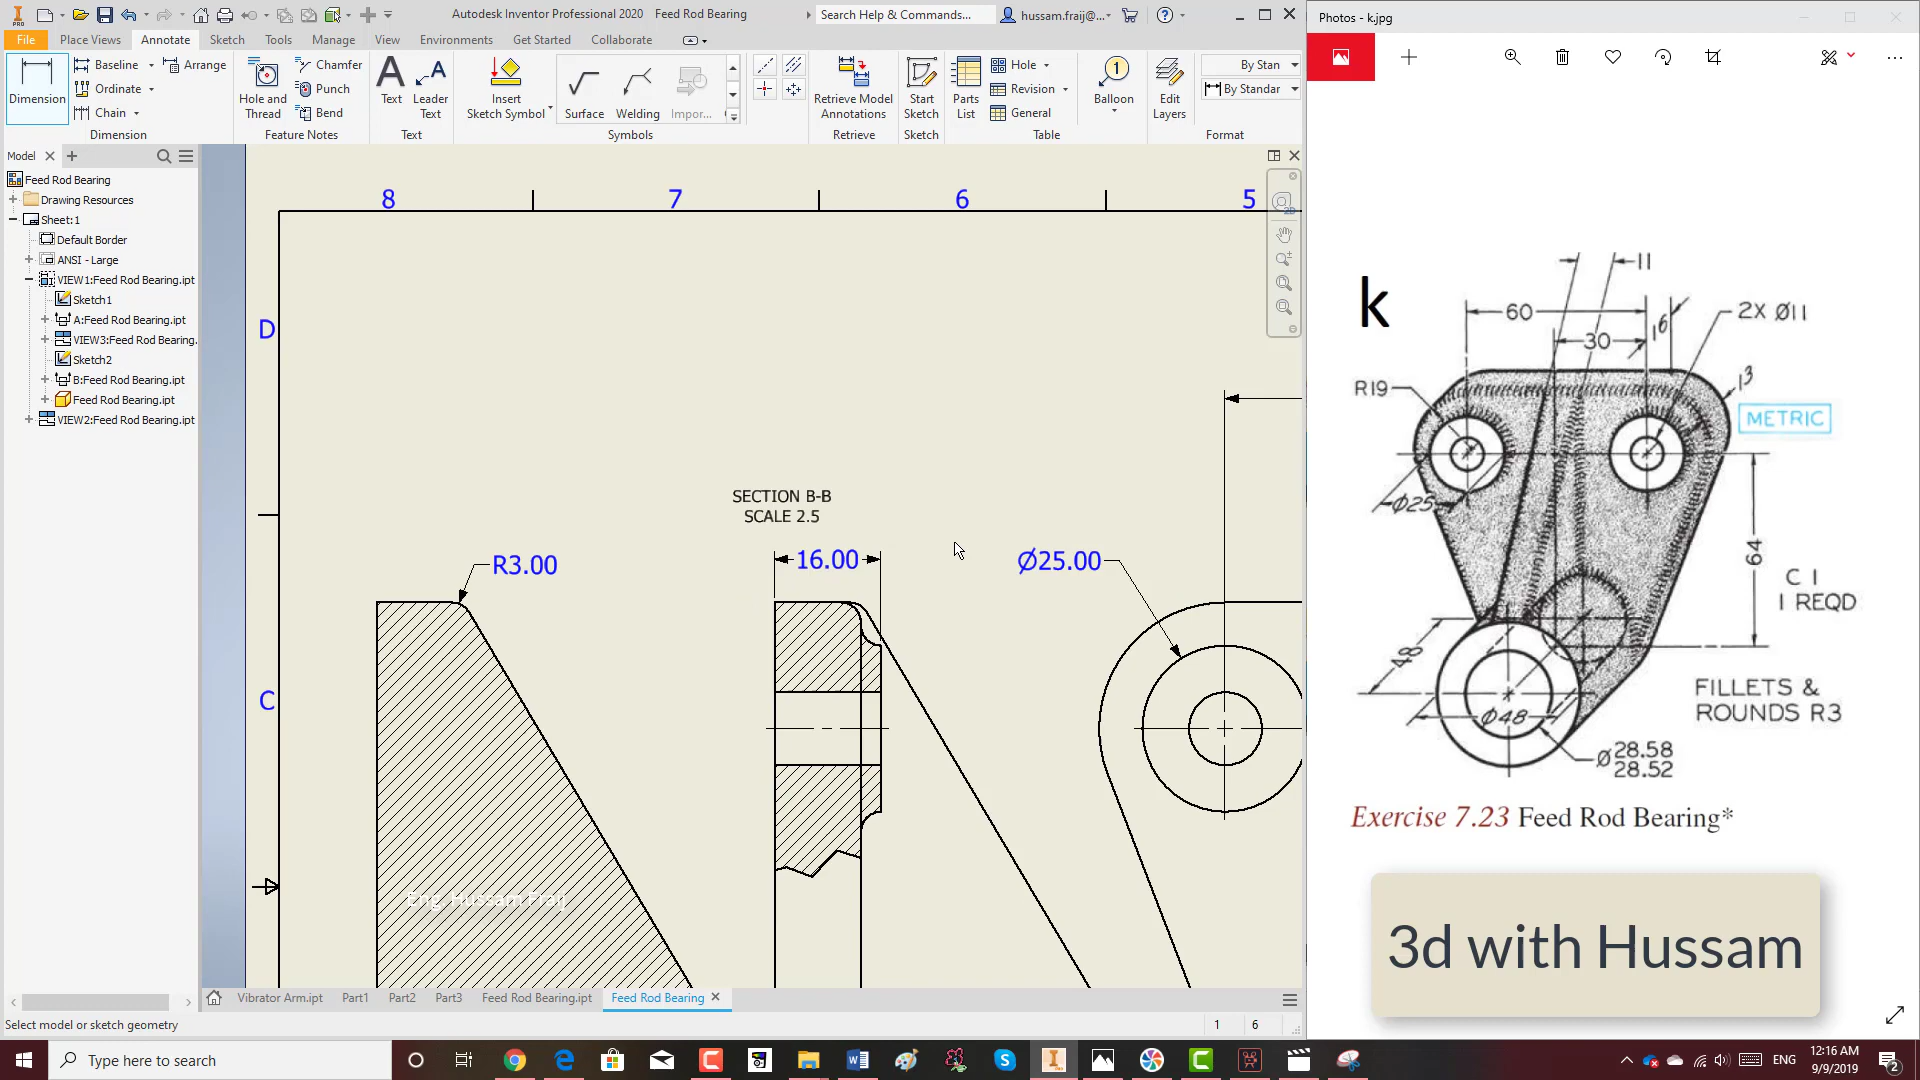 Autodesk Inventor Professional 2020 Feed Rod Bearing
Search Help & Commands...
hussam.fraij@...
File
Place Views
Annotate
Sketch
Tools
Manage
View
Environments
Get Started
Collaborate
Dimension
Baseline
Ordinate
Chain
Arrange
Dimension
Hole and Thread
Chamfer
Punch
Bend
Feature Notes
Text
Leader Text
Text
Insert Sketch Symbol
Surface
Welding
Impor...
Symbols
Retrieve Model Annotations
Retrieve
Start Sketch
Sketch
Parts List
Hole
Revision
General
Table
Balloon
Edit Layers
By Stan
By Standar
Format
Model
Feed Rod Bearing
Drawing Resources
Sheet:1
Default Border
ANSI - Large
VIEW1:Feed Rod Bearing.ipt
Sketch1
A:Feed Rod Bearing.ipt
VIEW3:Feed Rod Bearing.
Sketch2
B:Feed Rod Bearing.ipt
Feed Rod Bearing.ipt
VIEW2:Feed Rod Bearing.ipt
8
7
6
5
D
C
SECTION B-B
SCALE 2.5
R3.00
16.00
Ø25.00
Eng. Hussam Fraij
Vibrator Arm.ipt
Part1
Part2
Part3
Feed Rod Bearing.ipt
Feed Rod Bearing
Select model or sketch geometry
1
6
Photos - k.jpg
k
11
60
30
16
2X Ø11
R19
13
METRIC
Ø25
64
C I
1 REQD
48
Ø48
FILLETS &
ROUNDS R3
Ø28.58
28.52
Exercise 7.23 Feed Rod Bearing*
3d with Hussam
Type here to search
ENG
12:16 AM
9/9/2019
2